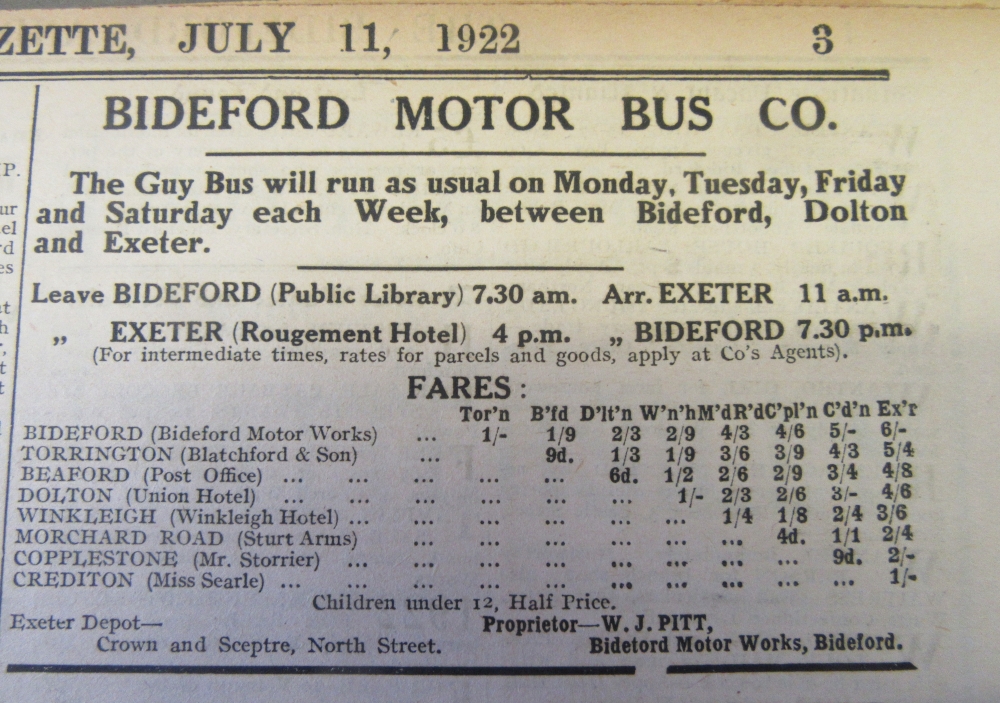 ZETTE, JULY 11, 1922 3
BIDEFORD MOTOR BUS CO.
The Guy Bus will run as usual on Monday, Tuesday, Friday
and Saturday each Week, between Bideford, Dolton
and Exeter.
Leave BIDEFORD (Public Library) 7.30 am. Arr. EXETER 11 a.m.
„ EXETER (Rougement Hotel) 4 p.m. „ BIDEFORD 7.30 p.m.
(For intermediate times, rates for parcels and goods, apply at Co's Agents).
FARES :
Tor'n B'fd D'lt'n W'n'h M'd R'd C'pl'n C'd'n Ex'r
BIDEFORD (Bideford Motor Works) ... 1/- 1/9 2/3 2/9 4/3 4/6 5/- 6/-
TORRINGTON (Blatchford & Son) ... 9d. 1/3 1/9 3/6 3/9 4/3 5/4
BEAFORD (Post Office) ... ... ... ... ... 6d. 1/2 2/6 2/9 3/4 4/8
DOLTON (Union Hotel) ... ... ... ... ... ... 1/- 2/3 2/6 3/- 4/6
WINKLEIGH (Winkleigh Hotel) ... ... ... ... ... ... 1/4 1/8 2/4 3/6
MORCHARD ROAD (Sturt Arms) ... ... ... ... ... ... 4d. 1/1 2/4
COPPLESTONE (Mr. Storrier) ... ... ... ... ... ... ... ... 9d. 2/-
CREDITON (Miss Searle) ... ... ... ... ... ... ... ... ... ... 1/-
Children under 12, Half Price.
Exeter Depot— Proprietor—W. J. PITT,
Crown and Sceptre, North Street. Bidetord Motor Works, Bideford.